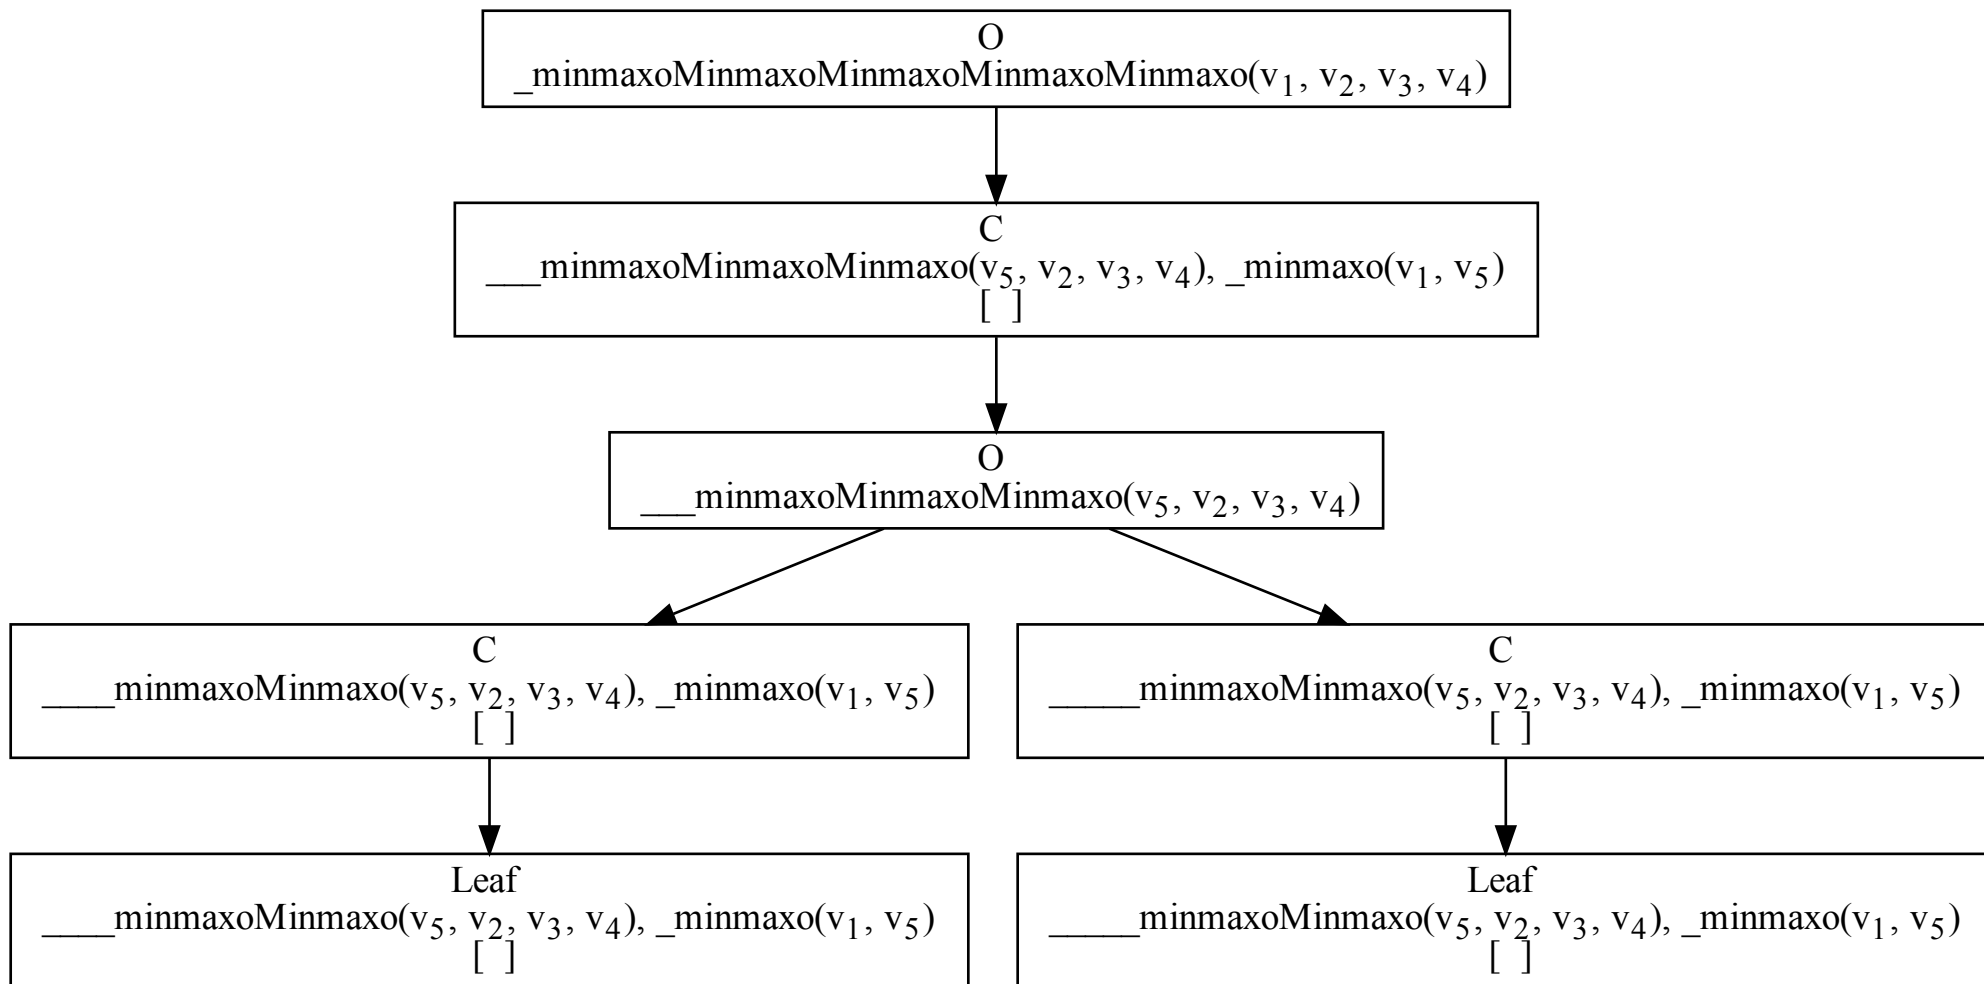 O
_minmaxoMinmaxoMinmaxoMinmaxoMinmaxo(v₁, v₂, v₃, v₄)
C
___minmaxoMinmaxoMinmaxo(v₅, v₂, v₃, v₄), _minmaxo(v₁, v₅)
[ ]
O
___minmaxoMinmaxoMinmaxo(v₅, v₂, v₃, v₄)
C
____minmaxoMinmaxo(v₅, v₂, v₃, v₄), _minmaxo(v₁, v₅)
[ ]
C
_____minmaxoMinmaxo(v₅, v₂, v₃, v₄), _minmaxo(v₁, v₅)
[ ]
Leaf
____minmaxoMinmaxo(v₅, v₂, v₃, v₄), _minmaxo(v₁, v₅)
[ ]
Leaf
_____minmaxoMinmaxo(v₅, v₂, v₃, v₄), _minmaxo(v₁, v₅)
[ ]